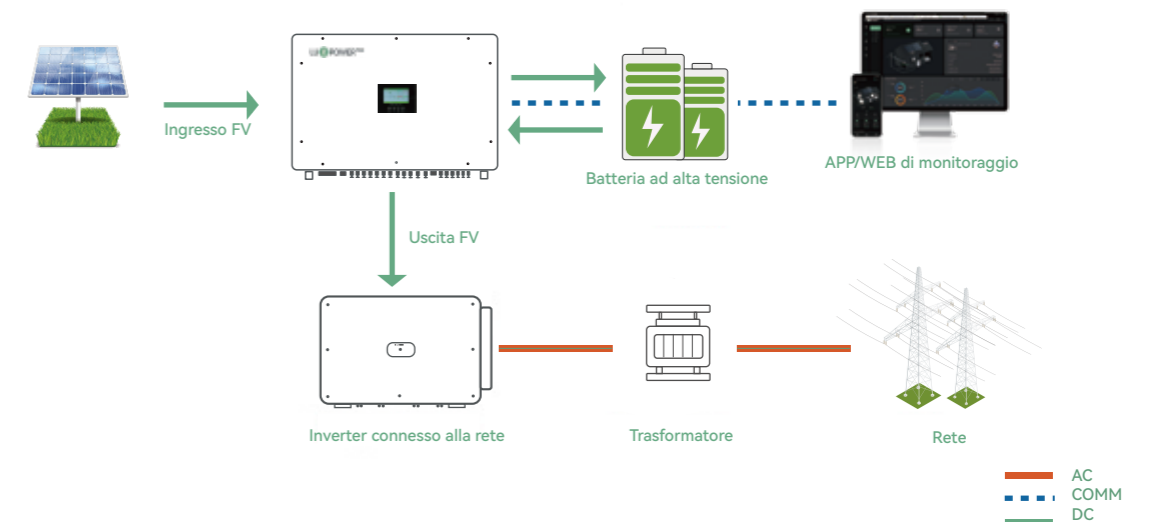 LUXPOWER
Ingresso FV
Batteria ad alta tensione
APP/WEB di monitoraggio
Uscita FV
Inverter connesso alla rete
Trasformatore
Rete
AC
COMM
DC